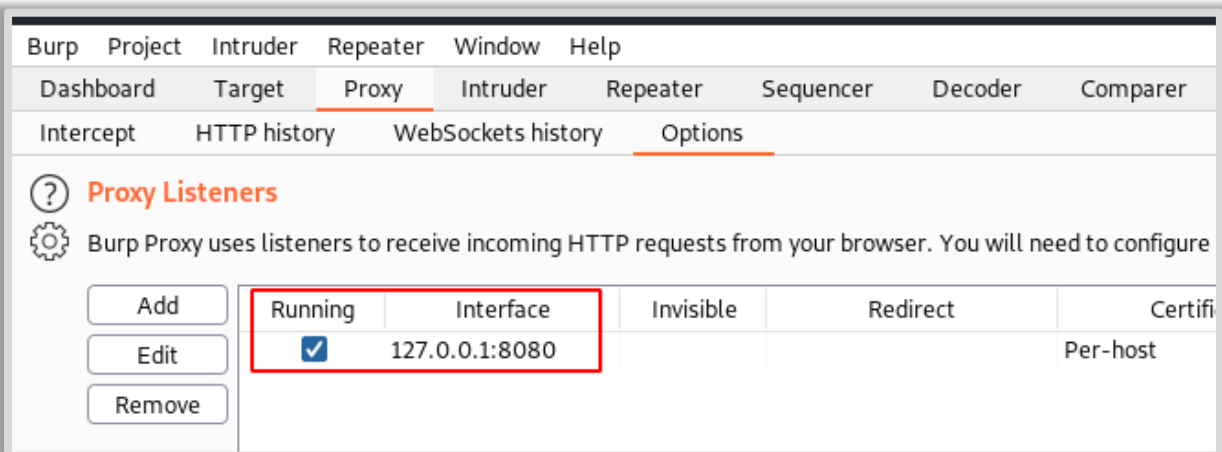 Burp Project Intruder Repeater Window Help
Dashboard Target Proxy Intruder Repeater Sequencer Decoder Comparer
Intercept HTTP history WebSockets history Options
? Proxy Listeners
Burp Proxy uses listeners to receive incoming HTTP requests from your browser. You will need to configure
Add
Running Interface Invisible Redirect Certifi
Edit
127.0.0.1:8080 Per-host
Remove